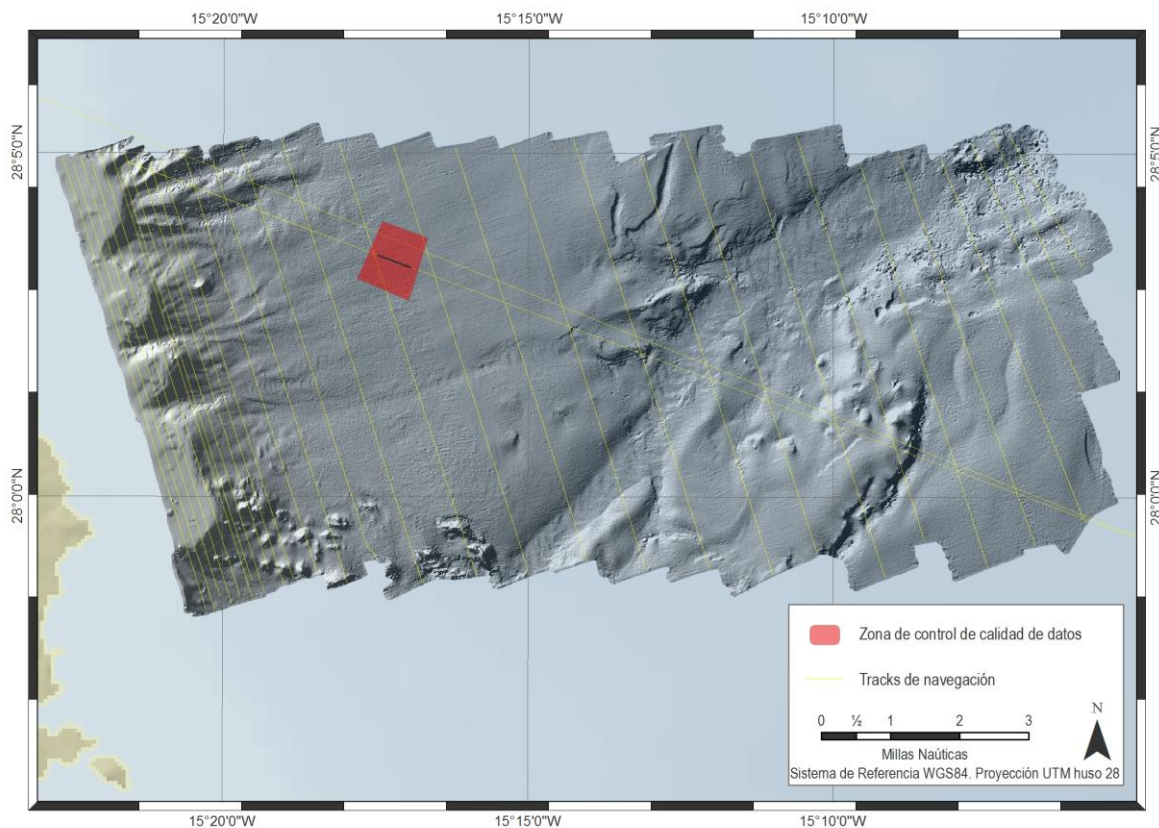 15°20'0"W
15°15'0"W
15°10'0"W
28°5'0"N
28°5'0"N
28°0'0"N
28°0'0"N
Zona de control de calidad de datos
Tracks de navegación
N
0 ½ 1 2 3
Millas Naúticas
Sistema de Referencia WGS84. Proyección UTM huso 28
15°20'0"W
15°15'0"W
15°10'0"W